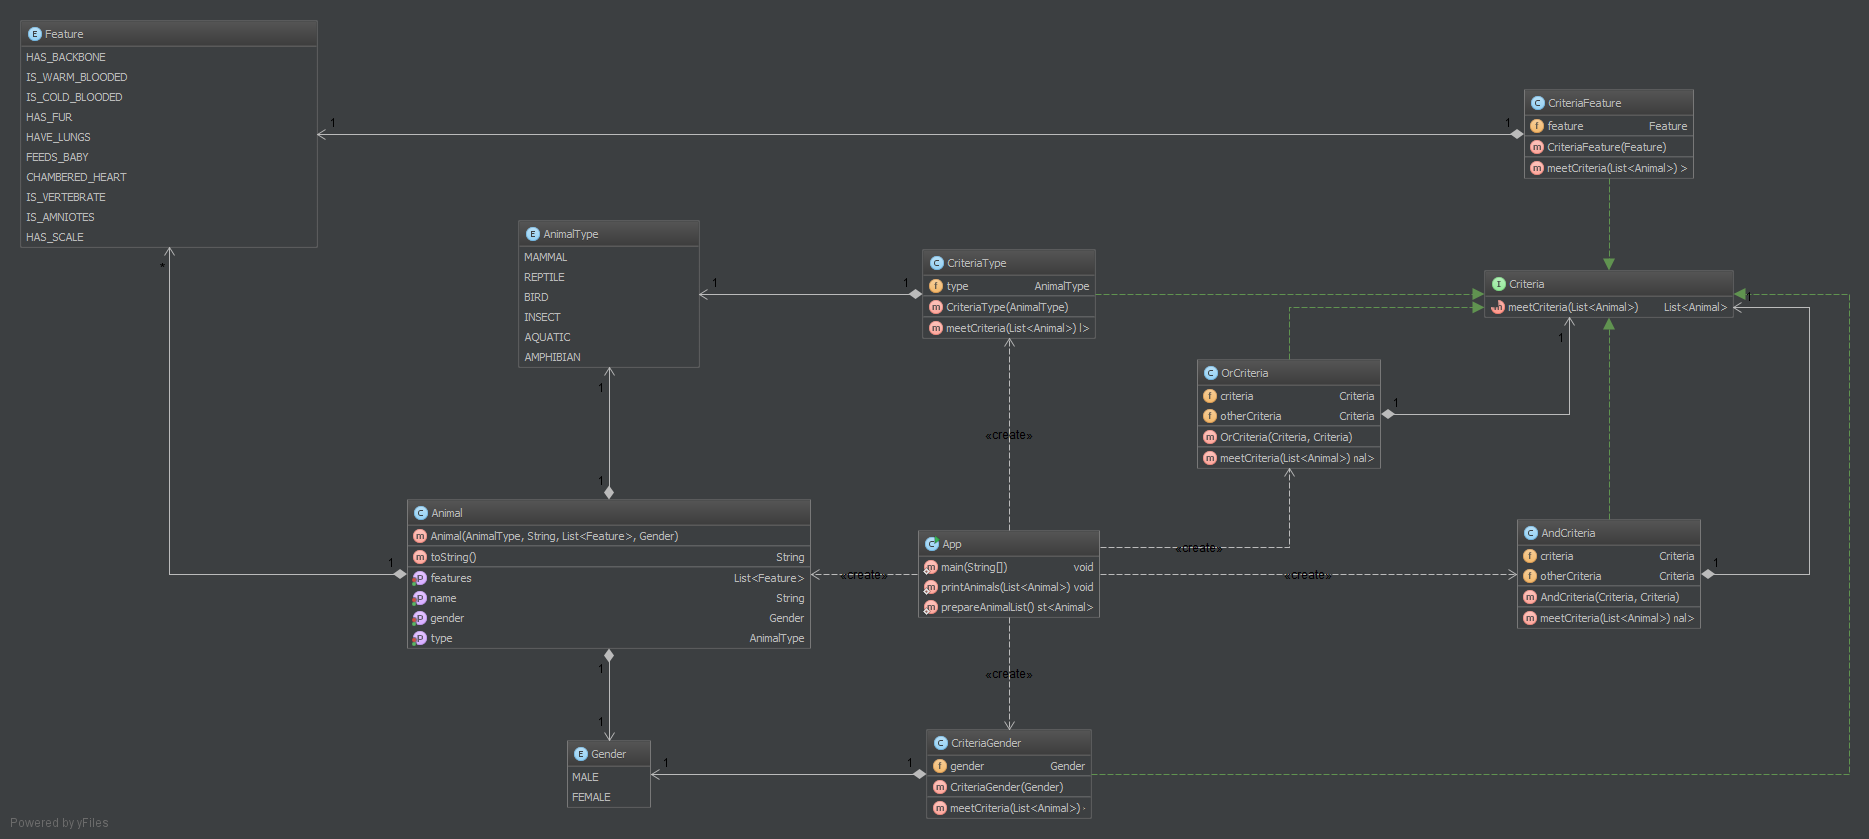 Feature
HAS_BACKBONE
IS_WARM_BLOODED
IS_COLD_BLOODED
HAS_FUR
HAVE_LUNGS
FEEDS_BABY
CHAMBERED_HEART
IS_VERTEBRATE
IS_AMNIOTES
HAS_SCALE
1
1
*
CriteriaFeature
feature Feature
CriteriaFeature(Feature)
meetCriteria(List<Animal>) >
AnimalType
MAMMAL
REPTILE
BIRD
INSECT
AQUATIC
AMPHIBIAN
1
1
CriteriaType
type AnimalType
CriteriaType(AnimalType)
meetCriteria(List<Animal>) l>
Criteria
meetCriteria(List<Animal>) List<Animal>
1
1
OrCriteria
criteria Criteria
otherCriteria Criteria
OrCriteria(Criteria, Criteria)
meetCriteria(List<Animal>) nal>
1
1
1
«create»
Animal
Animal(AnimalType, String, List<Feature>, Gender)
toString() String
features List<Feature>
name String
gender Gender
type AnimalType
1
«create»
App
main(String[]) void
printAnimals(List<Animal>) void
prepareAnimalList() st<Animal>
«create»
«create»
AndCriteria
criteria Criteria
otherCriteria Criteria
AndCriteria(Criteria, Criteria)
meetCriteria(List<Animal>) nal>
1
1
1
«create»
Gender
MALE
FEMALE
1
1
CriteriaGender
gender Gender
CriteriaGender(Gender)
meetCriteria(List<Animal>)
Powered by yFiles